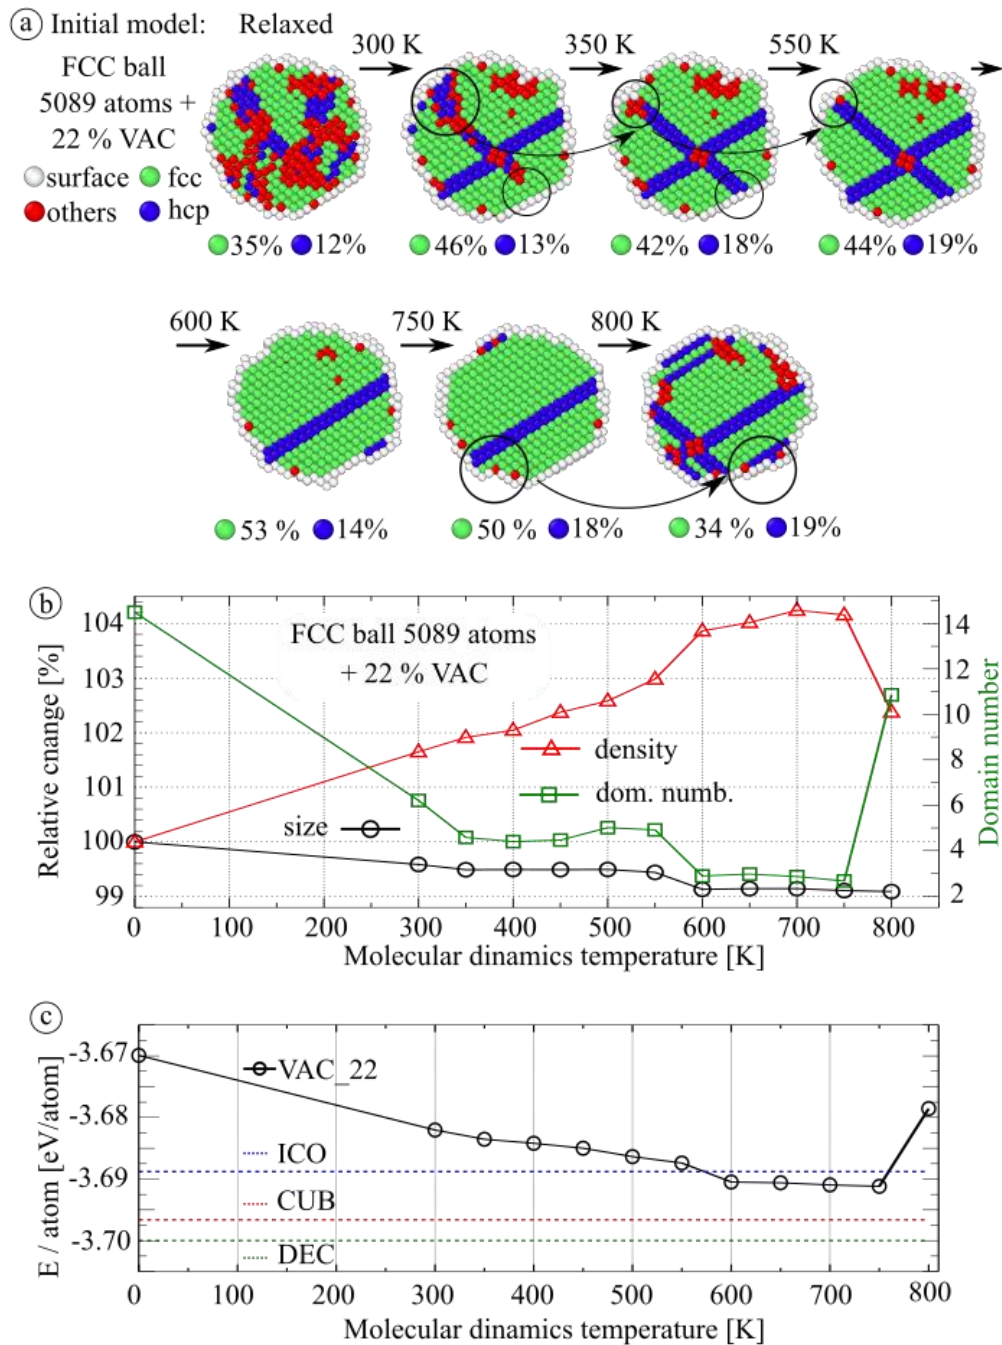 a Initial model: Relaxed
FCC ball
5089 atoms +
22 % VAC
surface fcc
others hcp
300 K 350 K 550 K
35% 12% 46% 13% 42% 18% 44% 19%
600 K 750 K 800 K
53 % 14% 50 % 18% 34 % 19%
b
FCC ball 5089 atoms
+ 22 % VAC
density
dom. numb.
size
Relative cnange [%]
104
103
102
101
100
99
Domain number
14
12
10
8
6
4
2
0 100 200 300 400 500 600 700 800
Molecular dinamics temperature [K]
c
VAC_22
ICO
CUB
DEC
E / atom [eV/atom]
-3.67
-3.68
-3.69
-3.70
0 100 200 300 400 500 600 700 800
Molecular dinamics temperature [K]